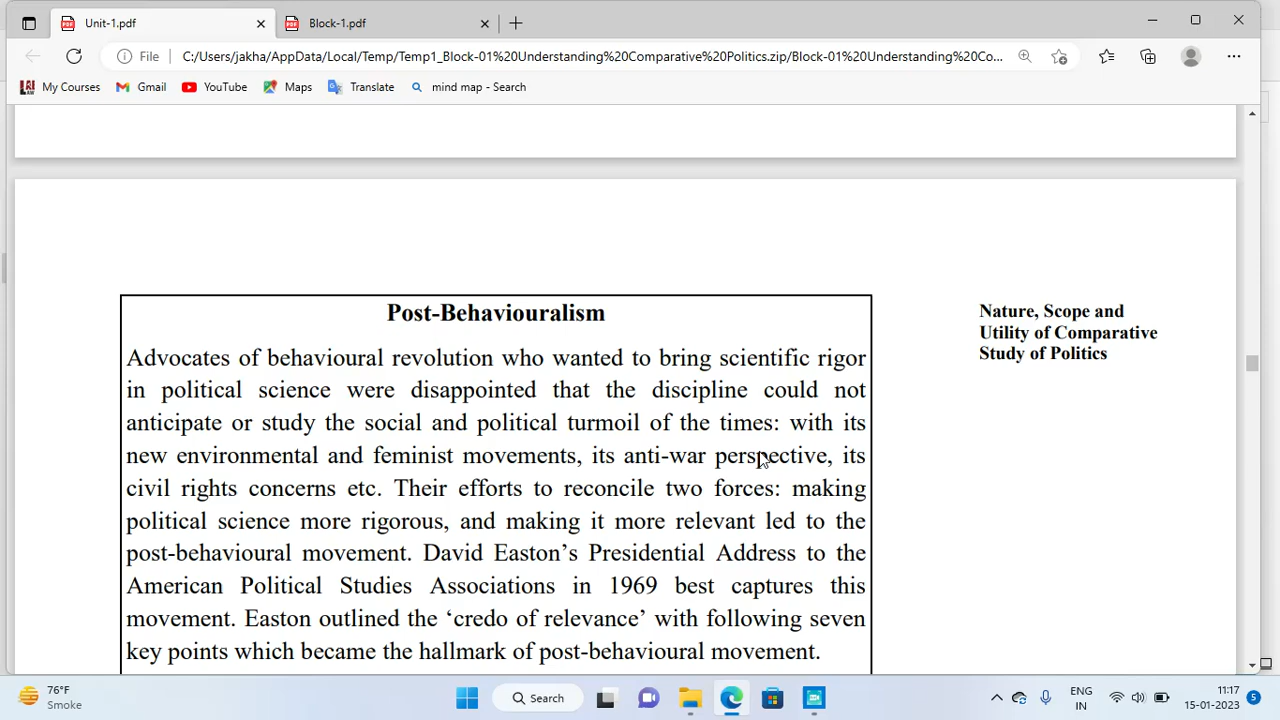 Unit-1.pdf
Block-1.pdf
File
C:/Users/jakha/AppData/Local/Temp/Temp1_Block-01%20Understanding%20Comparative%20Politics.zip/Block-01%20Understanding%20Co...
My Courses
Gmail
YouTube
Maps
Translate
mind map - Search
Post-Behaviouralism
Advocates of behavioural revolution who wanted to bring scientific rigor
in political science were disappointed that the discipline could not
anticipate or study the social and political turmoil of the times: with its
new environmental and feminist movements, its anti-war perspective, its
civil rights concerns etc. Their efforts to reconcile two forces: making
political science more rigorous, and making it more relevant led to the
post-behavioural movement. David Easton’s Presidential Address to the
American Political Studies Associations in 1969 best captures this
movement. Easton outlined the ‘credo of relevance’ with following seven
key points which became the hallmark of post-behavioural movement.
Nature, Scope and
Utility of Comparative
Study of Politics
76°F
Smoke
Search
ENG
IN
11:17
15-01-2023
5